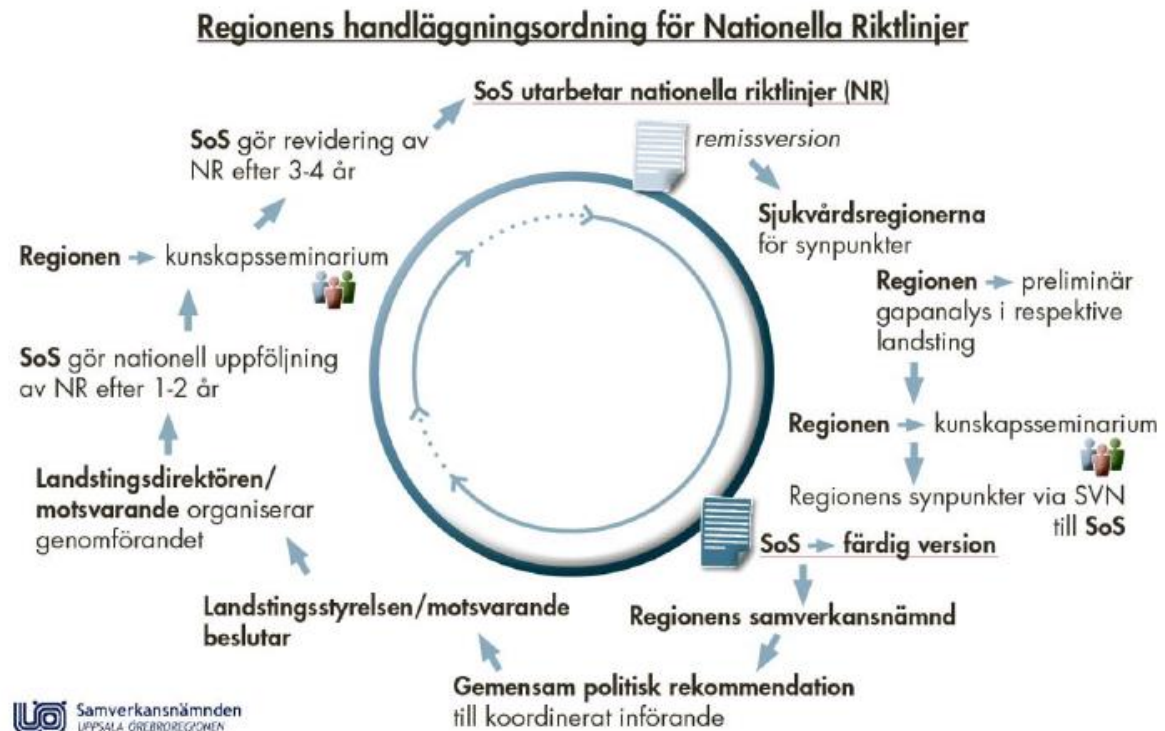 Regionens handläggningsordning för Nationella Riktlinjer
SoS utarbetar nationella riktlinjer (NR)
remissversion
Sjukvårdsregionerna
för synpunkter
Regionen → preliminär
gapanalys i respektive
landsting
Regionen → kunskapsseminarium
Regionens synpunkter via SVN
till SoS
SoS → färdig version
Regionens samverkansnämnd
Gemensam politisk rekommendation
till koordinerat införande
Landstingsstyrelsen/motsvarande
beslutar
Landstingsdirektören/
motsvarande organiserar
genomförandet
SoS gör nationell uppföljning
av NR efter 1-2 år
Regionen → kunskapsseminarium
SoS gör revidering av
NR efter 3-4 år
Samverkansnämnden
UPPSALA ÖREBROREGIONEN